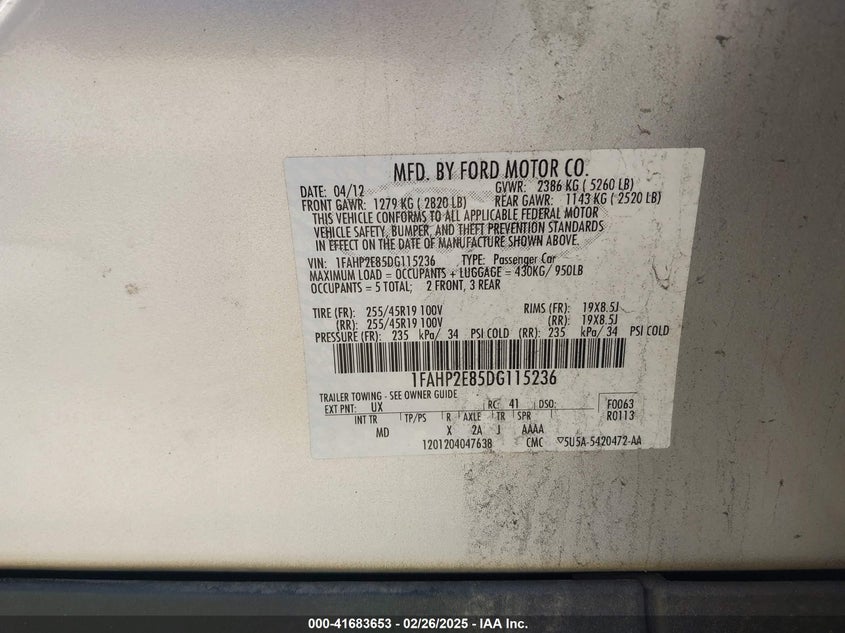 MFD. BY FORD MOTOR CO.
DATE: 04/12 GVWR: 2386 KG ( 5260 LB)
FRONT GAWR: 1279 KG ( 2820 LB) REAR GAWR: 1143 KG ( 2520 LB)
THIS VEHICLE CONFORMS TO ALL APPLICABLE FEDERAL MOTOR
VEHICLE SAFETY, BUMPER, AND THEFT PREVENTION STANDARDS
IN EFFECT ON THE DATE OF MANUFACTURE SHOWN ABOVE.
VIN: 1FAHP2E85DG115236 TYPE: Passenger Car
MAXIMUM LOAD = OCCUPANTS + LUGGAGE = 430KG/ 950LB
OCCUPANTS = 5 TOTAL; 2 FRONT, 3 REAR
TIRE (FR): 255/45R19 100V RIMS (FR): 19X8.5J
(RR): 255/45R19 100V (RR): 19X8.5J
PRESSURE (FR): 235 kPa/ 34 PSI COLD (RR): 235 kPa/ 34 PSI COLD
1FAHP2E85DG115236
TRAILER TOWING - SEE OWNER GUIDE
EXT PNT: UX RC: 41 DSO: F0063
INT TR TP/PS R AXLE TR SPR R0113
MD X 2A J AAAA
1201204047638 CMC ▽5U5A-5420472-AA
000-41683653 - 02/26/2025 - IAA Inc.